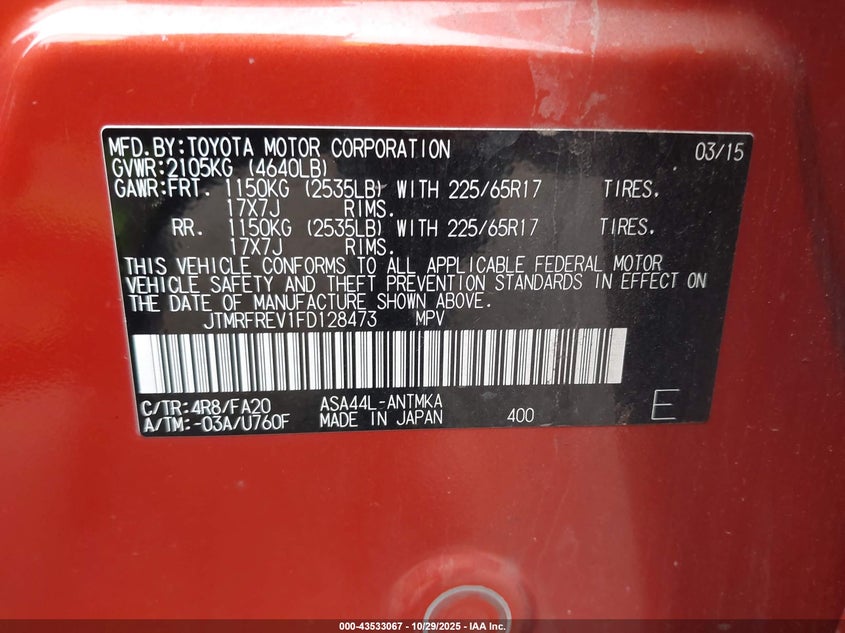 MFD.BY:TOYOTA MOTOR CORPORATION 03/15
GVWR:2105KG (4640LB)
GAWR:FRT. 1150KG (2535LB) WITH 225/65R17 TIRES.
17X7J RIMS.
RR. 1150KG (2535LB) WITH 225/65R17 TIRES.
17X7J RIMS.
THIS VEHICLE CONFORMS TO ALL APPLICABLE FEDERAL MOTOR
VEHICLE SAFETY AND THEFT PREVENTION STANDARDS IN EFFECT ON
THE DATE OF MANUFACTURE SHOWN ABOVE.
JTMRFREV1FD128473 MPV
C/TR:4R8/FA20 ASA44L-ANTMKA
A/TM:-03A/U760F MADE IN JAPAN 400 E
000-43533067 | 10/29/2025 | IAA Inc.